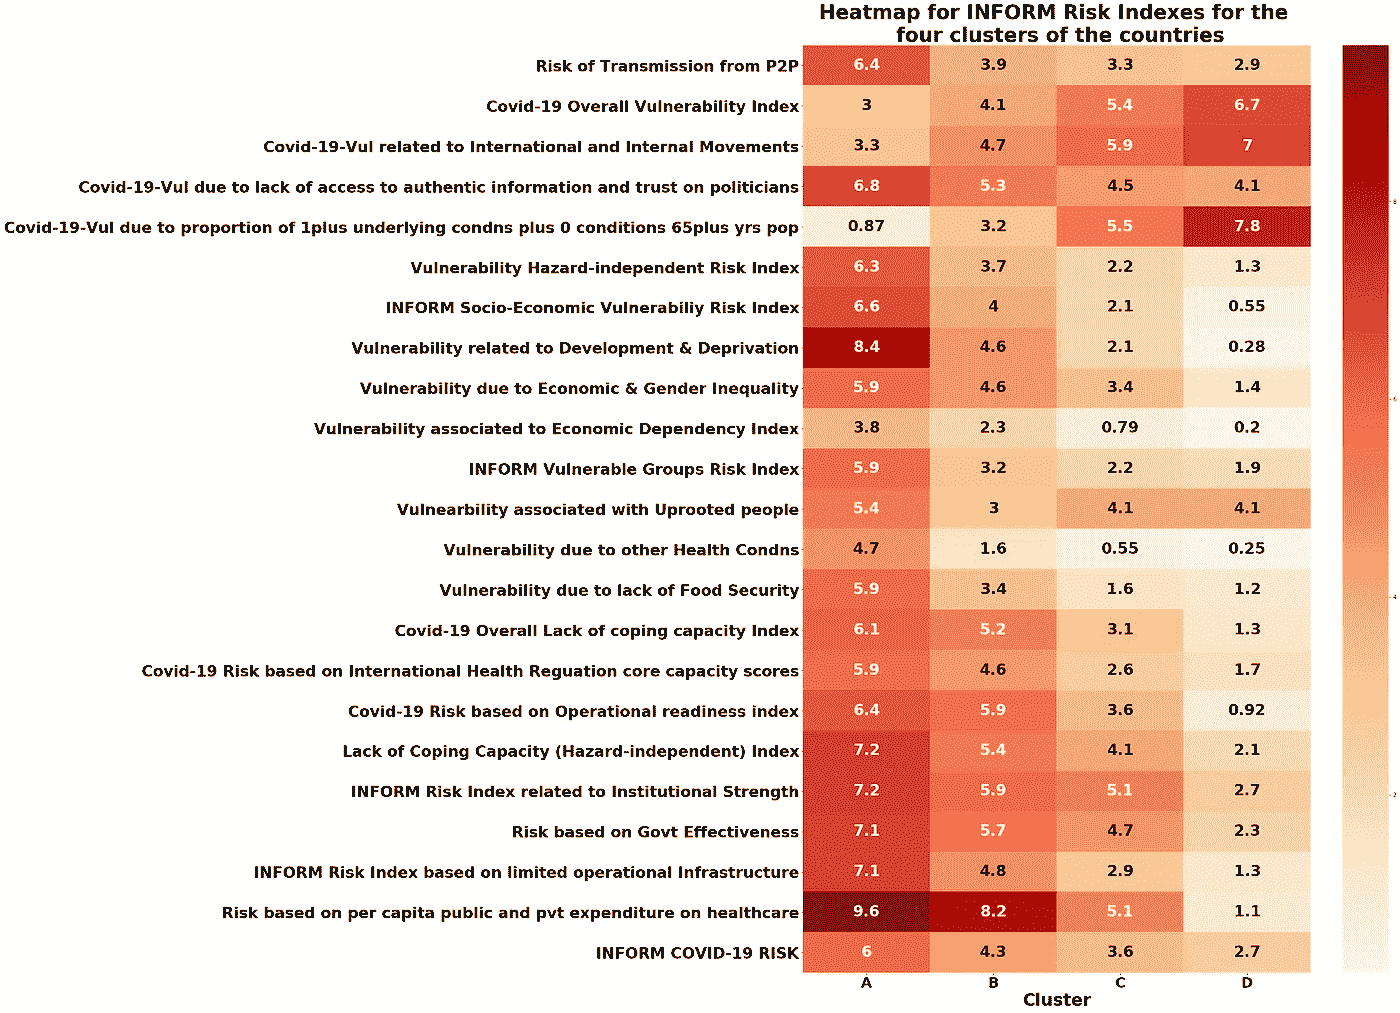 Heatmap for INFORM Risk Indexes for the
four clusters of the countries
Risk of Transmission from P2P 6.4 3.9 3.3 2.9
Covid-19 Overall Vulnerability Index 3 4.1 5.4 6.7
Covid-19-Vul related to International and Internal Movements 3.3 4.7 5.9 7
Covid-19-Vul due to lack of access to authentic information and trust on politicians 6.8 5.3 4.5 4.1
Covid-19-Vul due to proportion of 1plus underlying condns plus 0 conditions 65plus yrs pop 0.87 3.2 5.5 7.8
Vulnerability Hazard-independent Risk Index 6.3 3.7 2.2 1.3
INFORM Socio-Economic Vulnerabiliy Risk Index 6.6 4 2.1 0.55
Vulnerability related to Development & Deprivation 8.4 4.6 2.1 0.28
Vulnerability due to Economic & Gender Inequality 5.9 4.6 3.4 1.4
Vulnerability associated to Economic Dependency Index 3.8 2.3 0.79 0.2
INFORM Vulnerable Groups Risk Index 5.9 3.2 2.2 1.9
Vulnearbility associated with Uprooted people 5.4 3 4.1 4.1
Vulnerability due to other Health Condns 4.7 1.6 0.55 0.25
Vulnerability due to lack of Food Security 5.9 3.4 1.6 1.2
Covid-19 Overall Lack of coping capacity Index 6.1 5.2 3.1 1.3
Covid-19 Risk based on International Health Reguation core capacity scores 5.9 4.6 2.6 1.7
Covid-19 Risk based on Operational readiness index 6.4 5.9 3.6 0.92
Lack of Coping Capacity (Hazard-independent) Index 7.2 5.4 4.1 2.1
INFORM Risk Index related to Institutional Strength 7.2 5.9 5.1 2.7
Risk based on Govt Effectiveness 7.1 5.7 4.7 2.3
INFORM Risk Index based on limited operational Infrastructure 7.1 4.8 2.9 1.3
Risk based on per capita public and pvt expenditure on healthcare 9.6 8.2 5.1 1.1
INFORM COVID-19 RISK 6 4.3 3.6 2.7
A B C D
Cluster
8
6
4
2